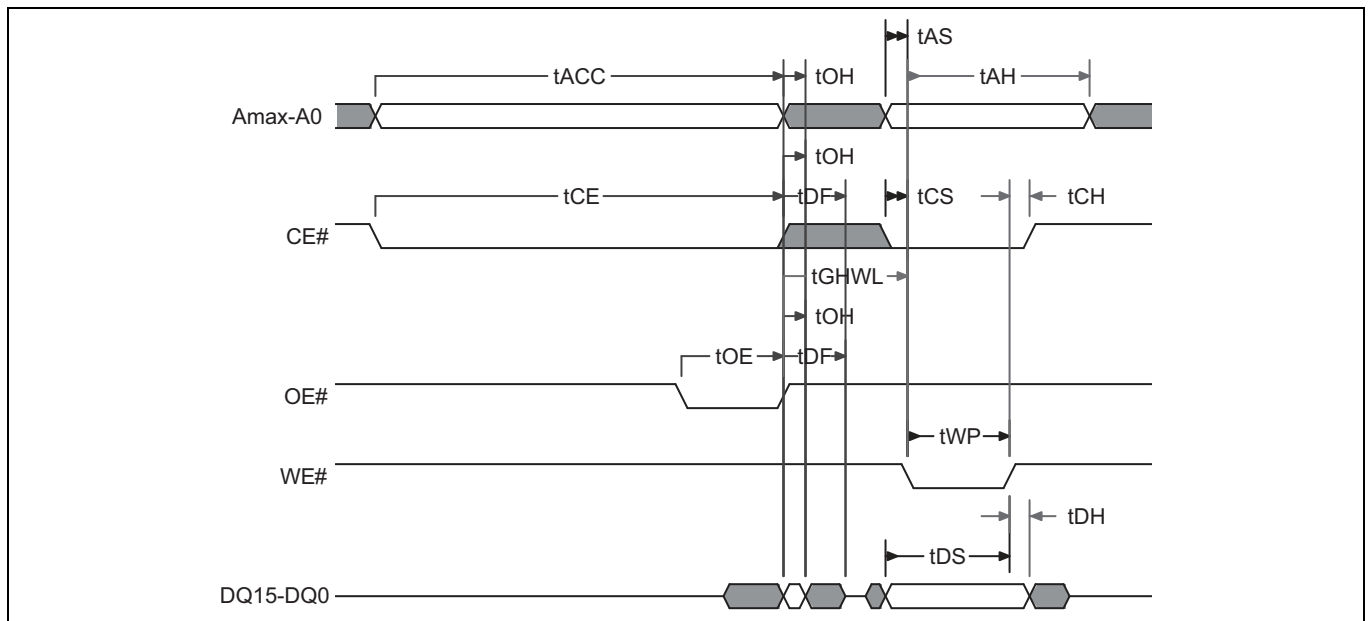 tAS
tACC tOH tAH
Amax-A0
tOH
tCE tDF tCS tCH
CE#
tGHWL
tOH
tOE tDF
OE#
tWP
WE#
tDH
tDS
DQ15-DQ0